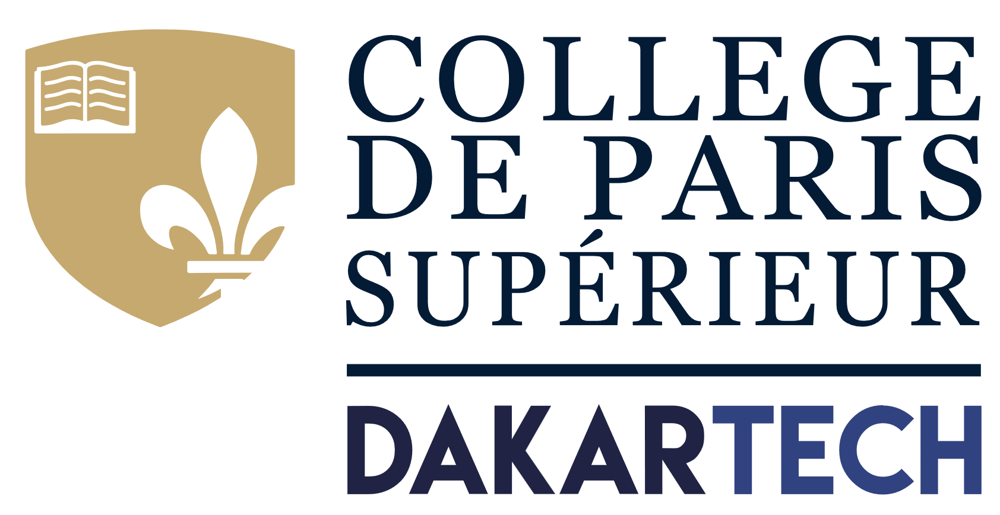 COLLEGE
DE PARIS
SUPÉRIEUR
DAKARTECH